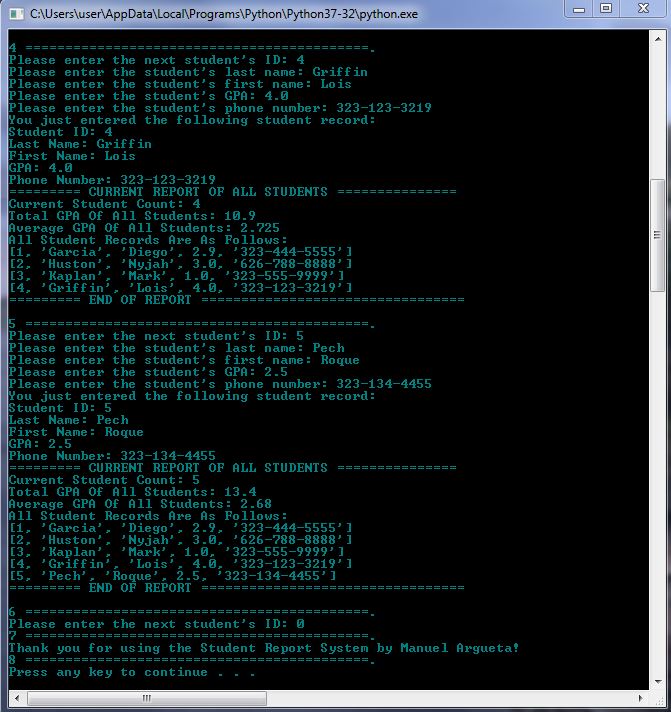 C:\Users\user\AppData\Local\Programs\Python\Python37-32\python.exe
4 ===========================================.
Please enter the next student's ID: 4
Please enter the student's last name: Griffin
Please enter the student's first name: Lois
Please enter the student's GPA: 4.0
Please enter the student's phone number: 323-123-3219
You just entered the following student record:
Student ID: 4
Last Name: Griffin
First Name: Lois
GPA: 4.0
Phone Number: 323-123-3219
========= CURRENT REPORT OF ALL STUDENTS ===============
Current Student Count: 4
Total GPA Of All Students: 10.9
Average GPA Of All Students: 2.725
All Student Records Are As Follows:
[1, 'Garcia', 'Diego', 2.9, '323-444-5555']
[2, 'Huston', 'Nyjah', 3.0, '626-788-8888']
[3, 'Kaplan', 'Mark', 1.0, '323-555-9999']
[4, 'Griffin', 'Lois', 4.0, '323-123-3219']
========= END OF REPORT =================================
5 ===========================================.
Please enter the next student's ID: 5
Please enter the student's last name: Pech
Please enter the student's first name: Roque
Please enter the student's GPA: 2.5
Please enter the student's phone number: 323-134-4455
You just entered the following student record:
Student ID: 5
Last Name: Pech
First Name: Roque
GPA: 2.5
Phone Number: 323-134-4455
========= CURRENT REPORT OF ALL STUDENTS ===============
Current Student Count: 5
Total GPA Of All Students: 13.4
Average GPA Of All Students: 2.68
All Student Records Are As Follows:
[1, 'Garcia', 'Diego', 2.9, '323-444-5555']
[2, 'Huston', 'Nyjah', 3.0, '626-788-8888']
[3, 'Kaplan', 'Mark', 1.0, '323-555-9999']
[4, 'Griffin', 'Lois', 4.0, '323-123-3219']
[5, 'Pech', 'Roque', 2.5, '323-134-4455']
========= END OF REPORT =================================
6 ===========================================.
Please enter the next student's ID: 0
7 ===========================================.
Thank you for using the Student Report System by Manuel Argueta!
8 ===========================================.
Press any key to continue . . .